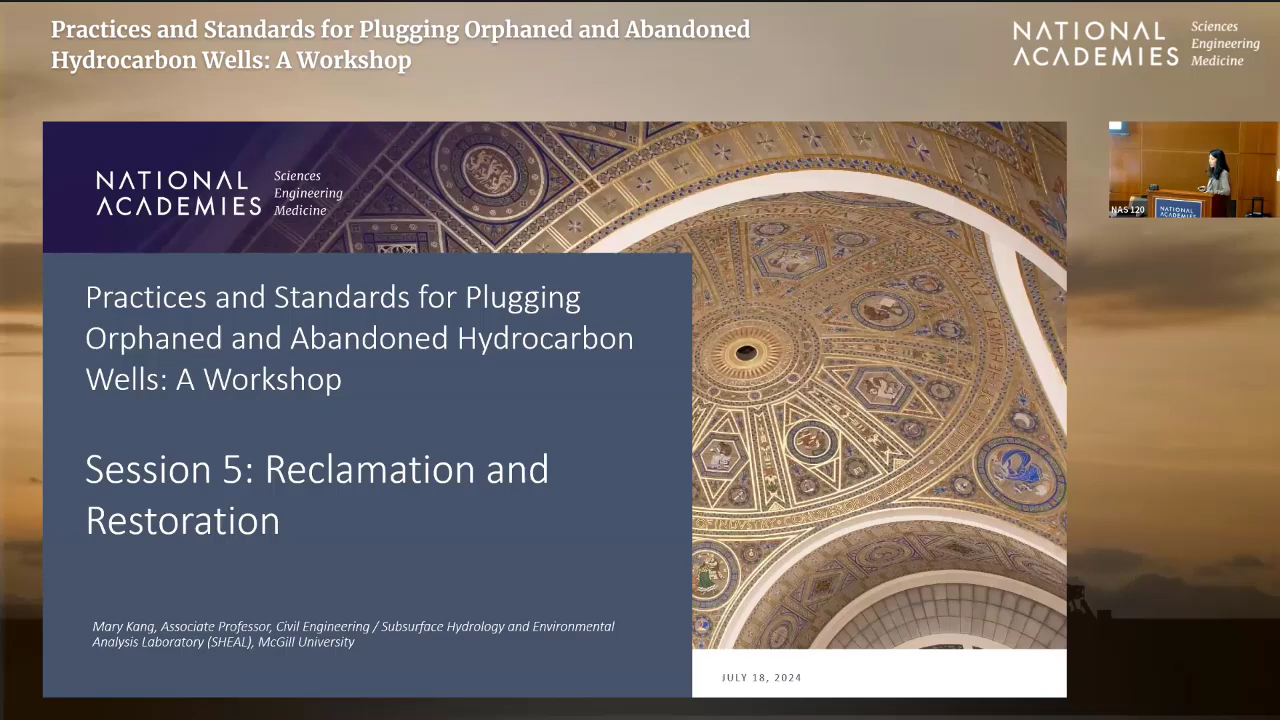 Practices and Standards for Plugging Orphaned and Abandoned
Hydrocarbon Wells: A Workshop
NATIONAL
ACADEMIES
Sciences
Engineering
Medicine
NATIONAL
ACADEMIES
Sciences
Engineering
Medicine
NAS 120
NATIONAL
ACADEMIES
Practices and Standards for Plugging
Orphaned and Abandoned Hydrocarbon
Wells: A Workshop
Session 5: Reclamation and
Restoration
Mary Kang, Associate Professor, Civil Engineering / Subsurface Hydrology and Environmental
Analysis Laboratory (SHEAL), McGill University
JULY 18, 2024